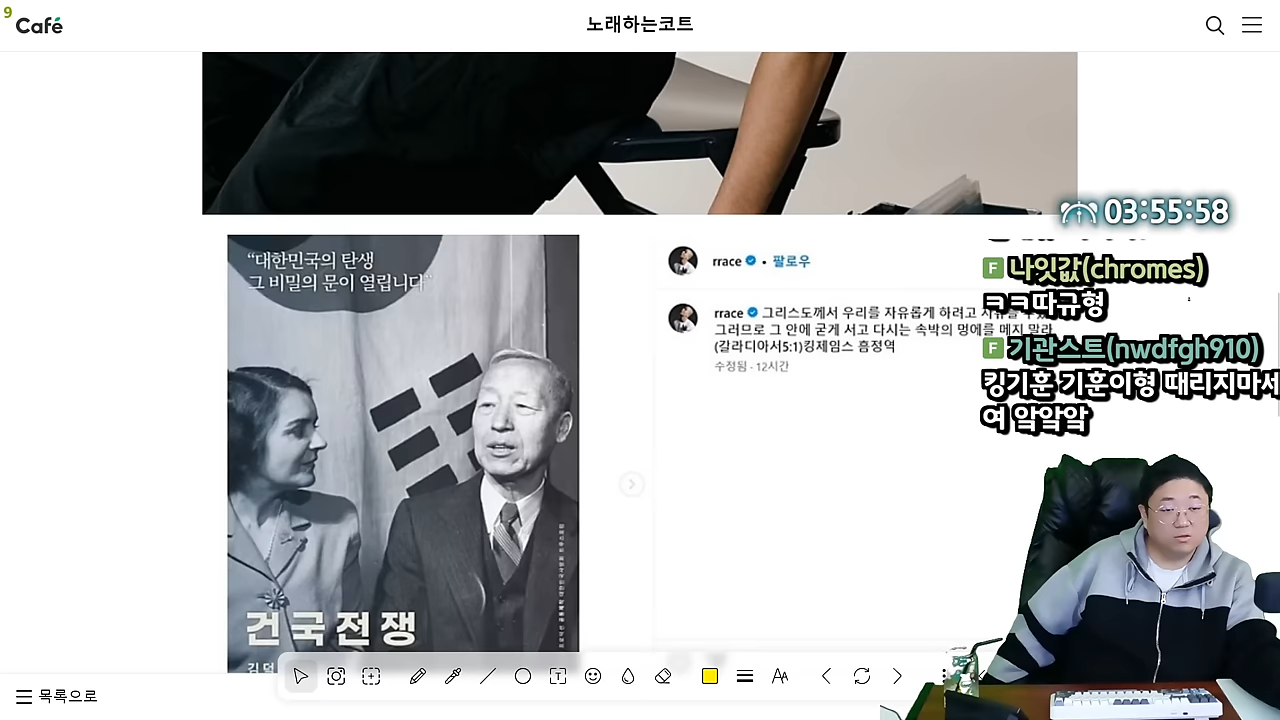 9
Café
노래하는코트
03:55:58
“대한민국의 탄생
그 비밀의 문이 열립니다”
rrace • 팔로우
rrace 그리스도께서 우리를 자유롭게 하려고
그러므로 그 안에 굳게 서고 다시는 속박의 멍에를 메지 말라
(갈라디아서5:1)킹제임스 흠정역
수정됨 · 12시간
F 나잇값(chromes)
ㅋㅋ따규형
F 기관스트(nwdfgh910)
킹기훈 기훈이형 때리지마세
여 악악악
건국전쟁
T
AA
목록으로